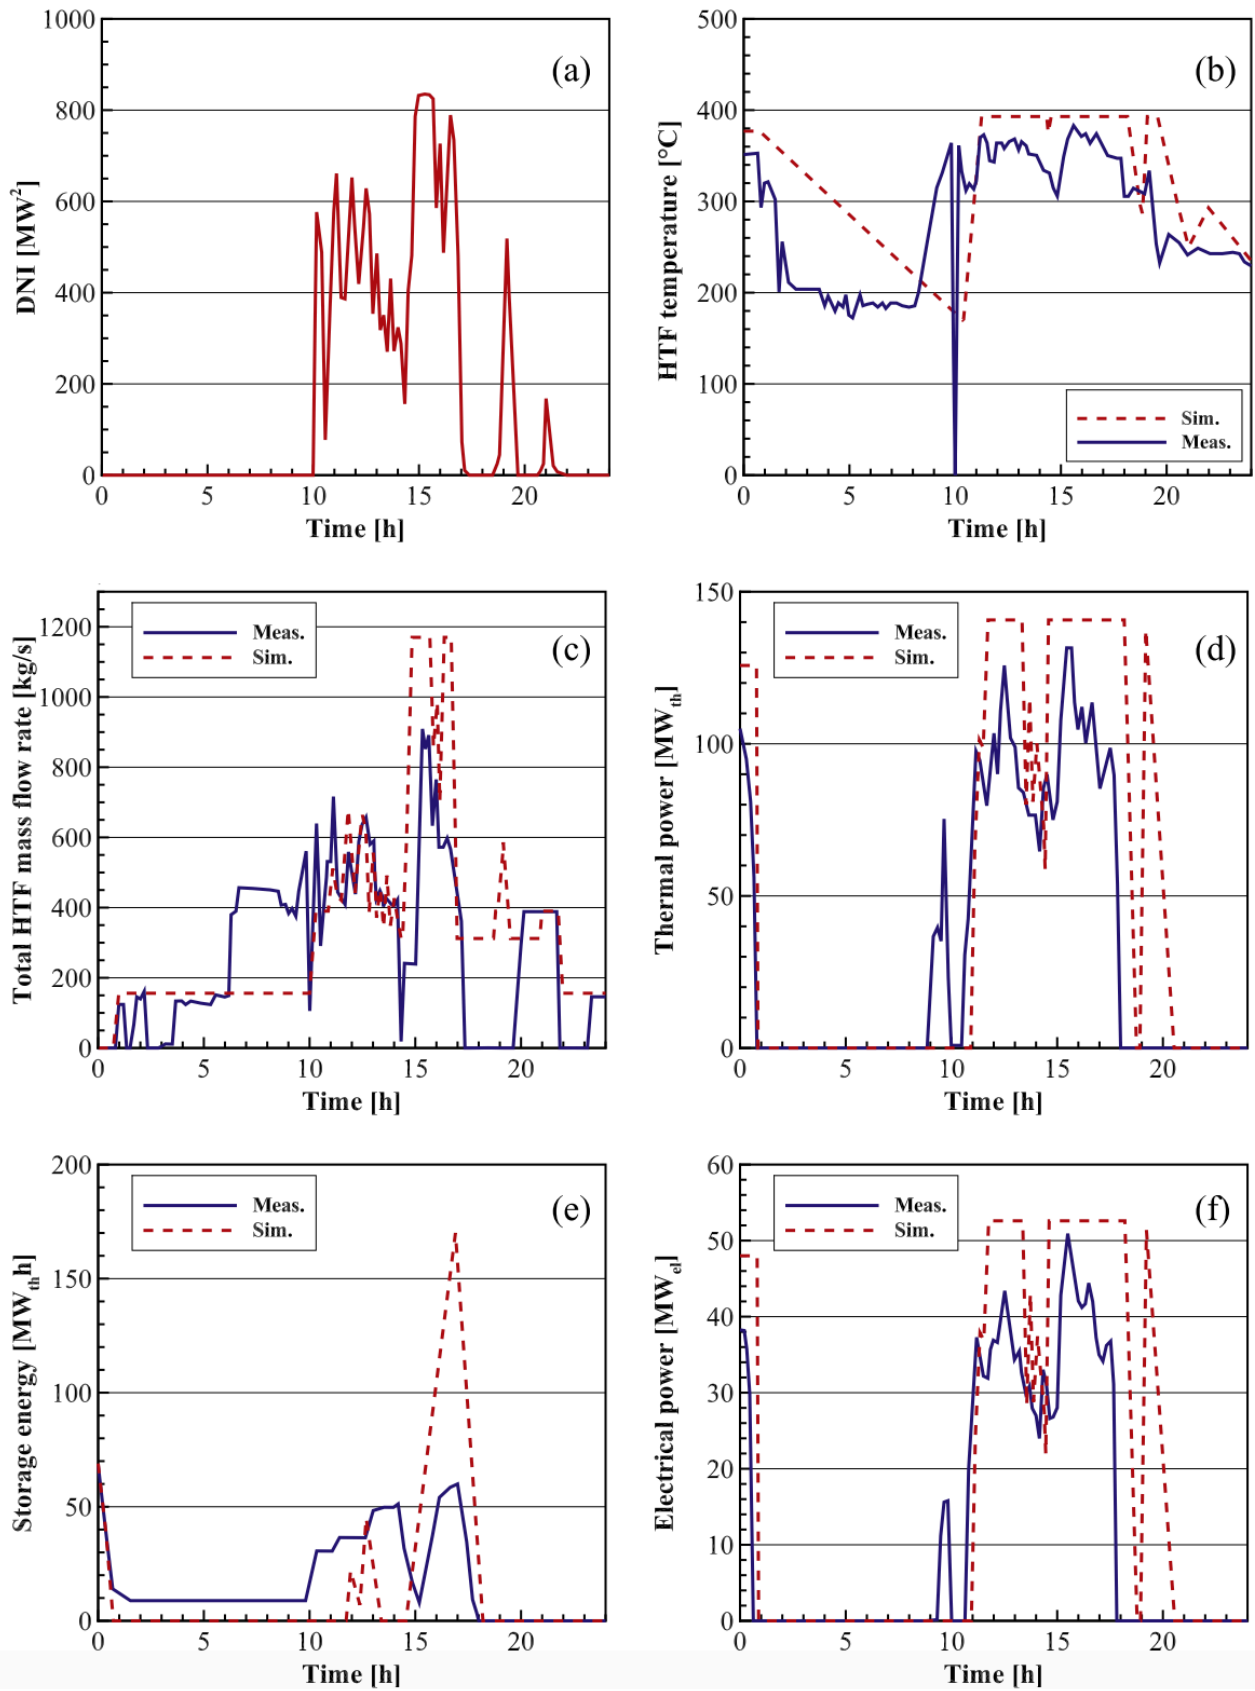 (a)
DNI [MW²]
1000
800
600
400
200
0
0 5 10 15 20
Time [h]
(b)
HTF temperature [°C]
500
400
300
200
100
0
Sim.
Meas.
0 5 10 15 20
Time [h]
(c)
Total HTF mass flow rate [kg/s]
Meas.
Sim.
1200
1000
800
600
400
200
0
0 5 10 15 20
Time [h]
(d)
Thermal power [MWth]
Meas.
Sim.
150
100
50
0
0 5 10 15 20
Time [h]
(e)
Storage energy [MWthh]
Meas.
Sim.
200
150
100
50
0
0 5 10 15 20
Time [h]
(f)
Electrical power [MWel]
Meas.
Sim.
60
50
40
30
20
10
0
0 5 10 15 20
Time [h]